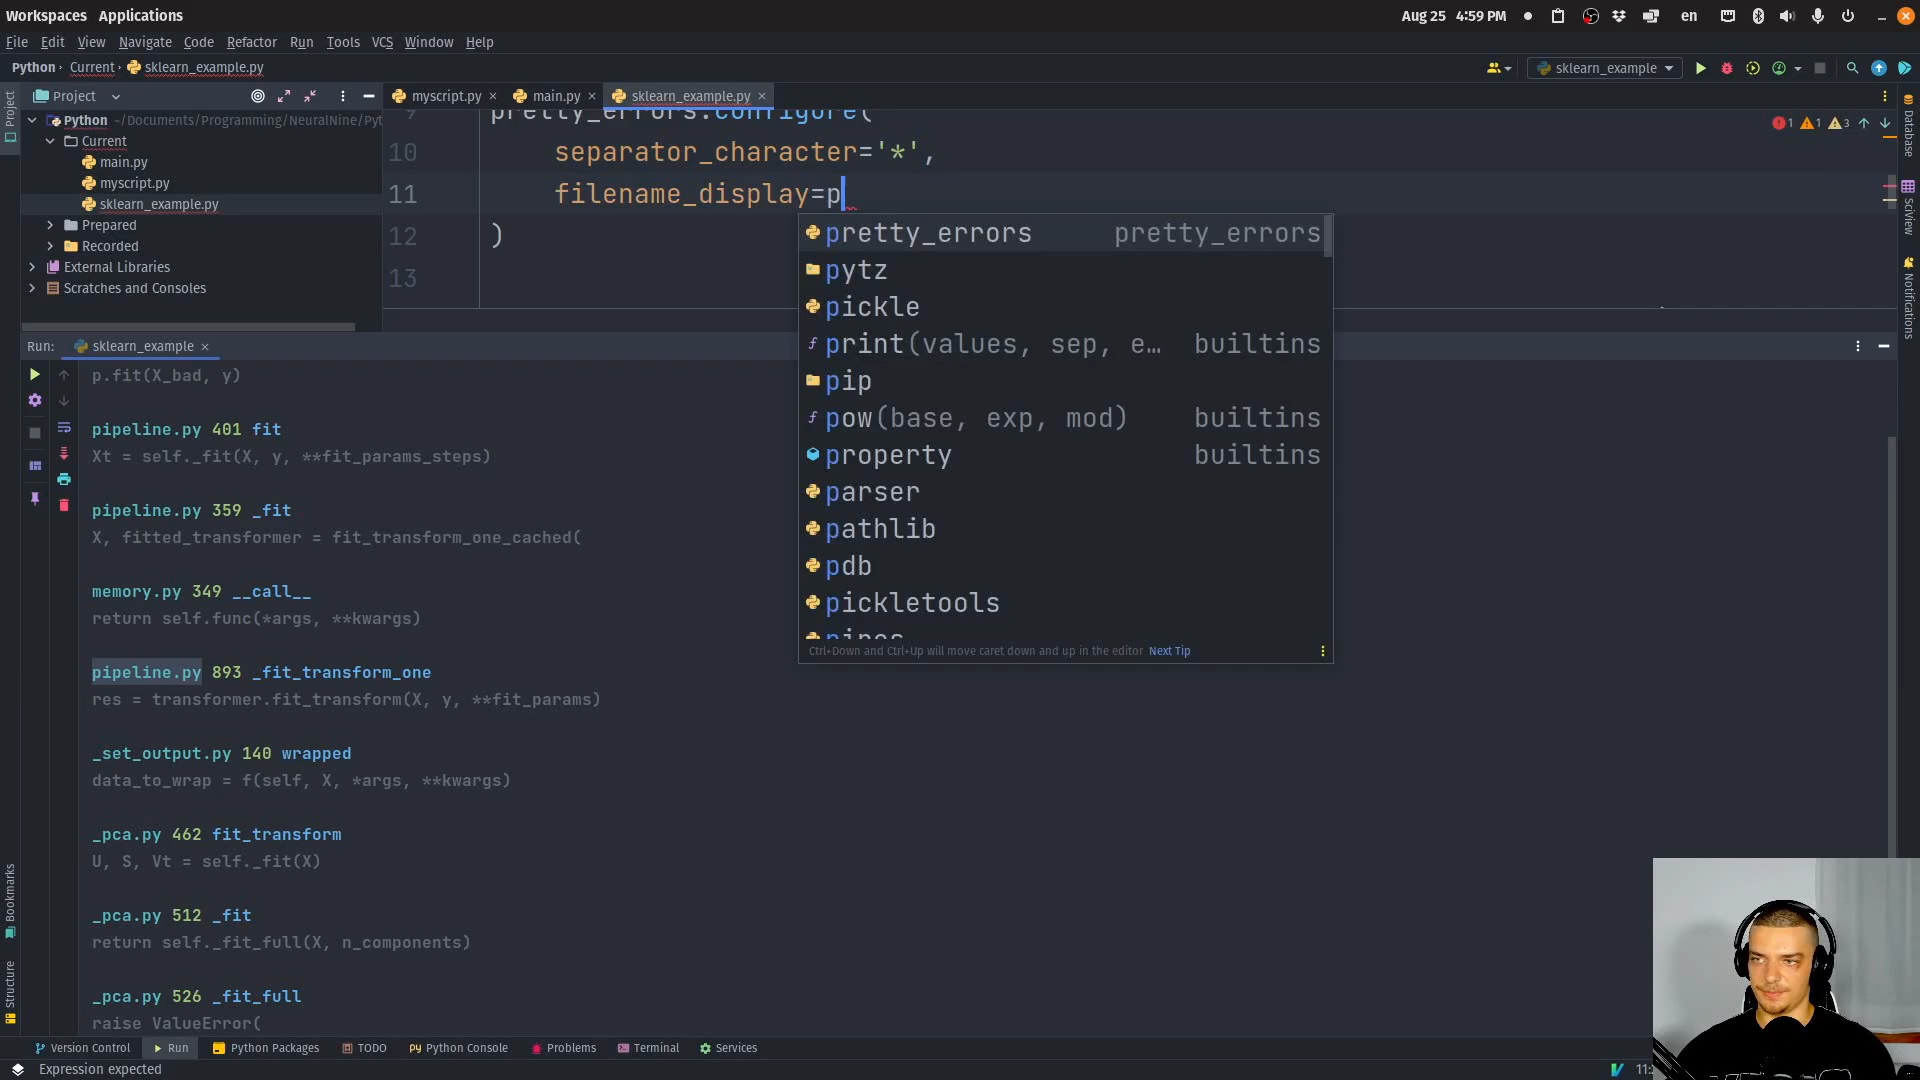 Workspaces Applications
Aug 25 4:59 PM
en
File Edit View Navigate Code Refactor Run Tools VCS Window Help
Python Current sklearn_example.py
sklearn_example
Project
Project
myscript.py
main.py
sklearn_example.py
Python ~/Documents/Programming/NeuralNine/Pyt
Current
main.py
myscript.py
sklearn_example.py
Prepared
Recorded
External Libraries
Scratches and Consoles
9 pretty_errors.configure(
10 separator_character='*',
11 filename_display=p
12 )
13
1 1 3
pretty_errors pretty_errors
pytz
pickle
print(values, sep, e… builtins
pip
pow(base, exp, mod) builtins
property builtins
parser
pathlib
pdb
pickletools
pipes
Ctrl+Down and Ctrl+Up will move caret down and up in the editor Next Tip
Database
SciView
Notifications
Run: sklearn_example
p.fit(X_bad, y)
pipeline.py 401 fit
Xt = self._fit(X, y, **fit_params_steps)
pipeline.py 359 _fit
X, fitted_transformer = fit_transform_one_cached(
memory.py 349 __call__
return self.func(*args, **kwargs)
pipeline.py 893 _fit_transform_one
res = transformer.fit_transform(X, y, **fit_params)
_set_output.py 140 wrapped
data_to_wrap = f(self, X, *args, **kwargs)
_pca.py 462 fit_transform
U, S, Vt = self._fit(X)
_pca.py 512 _fit
return self._fit_full(X, n_components)
_pca.py 526 _fit_full
raise ValueError(
Bookmarks
Structure
Version Control
Run
Python Packages
TODO
Python Console
Problems
Terminal
Services
Expression expected